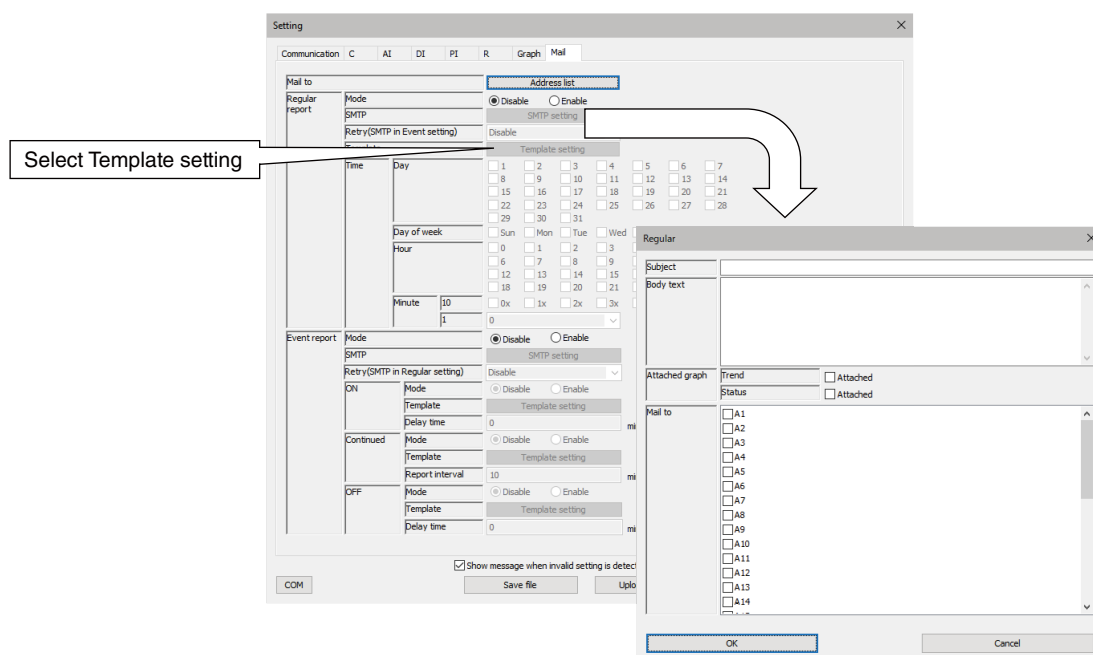 Setting
Communication C AI DI PI R Graph Mail
Mail to Address list
Regular report Mode Disable Enable
SMTP SMTP setting
Retry(SMTP in Event setting) Disable
Template setting
Select Template setting
Time Day 1 2 3 4 5 6 7
8 9 10 11 12 13 14
15 16 17 18 19 20 21
22 23 24 25 26 27 28
29 30 31
Day of week Sun Mon Tue Wed
Hour 0 1 2 3
6 7 8 9
12 13 14 15
18 19 20 21
Minute 10 0x 1x 2x 3x
1 0
Event report Mode Disable Enable
SMTP SMTP setting
Retry(SMTP in Regular setting) Disable
ON Mode Disable Enable
Template Template setting
Delay time 0
Continued Mode Disable Enable
Template Template setting
Report interval 10
OFF Mode Disable Enable
Template Template setting
Delay time 0
Show message when invalid setting is detec
COM Save file Uplo
Regular
Subject
Body text
Attached graph Trend Attached
Status Attached
Mail to A1
A2
A3
A4
A5
A6
A7
A8
A9
A10
A11
A12
A13
A14
OK Cancel